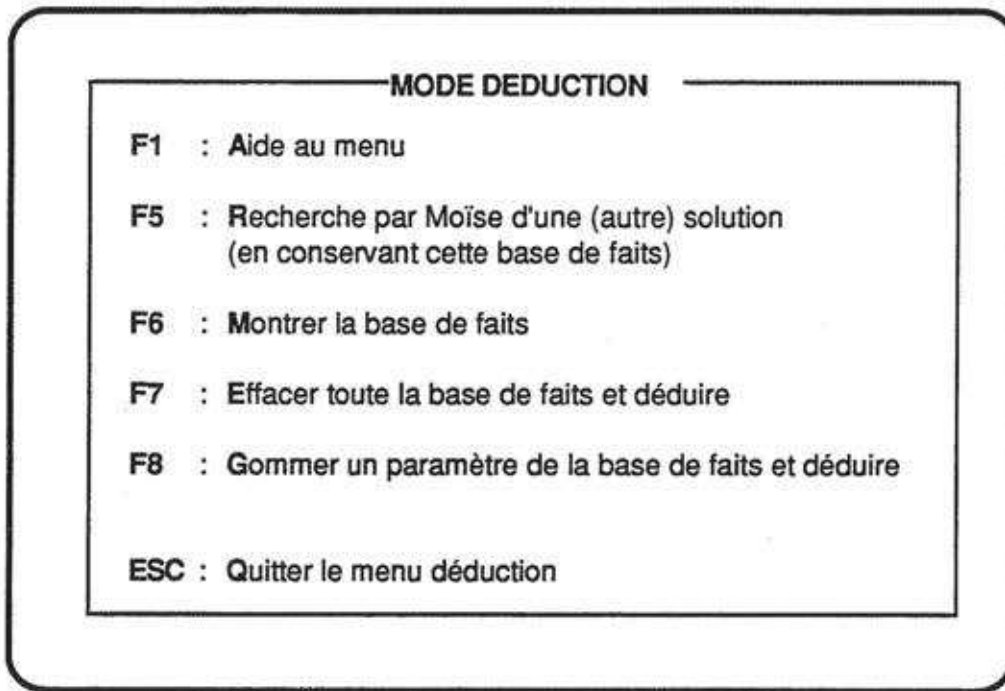 MODE DEDUCTION
F1 : Aide au menu
F5 : Recherche par Moïse d'une (autre) solution
(en conservant cette base de faits)
F6 : Montrer la base de faits
F7 : Effacer toute la base de faits et déduire
F8 : Gommer un paramètre de la base de faits et déduire
ESC : Quitter le menu déduction